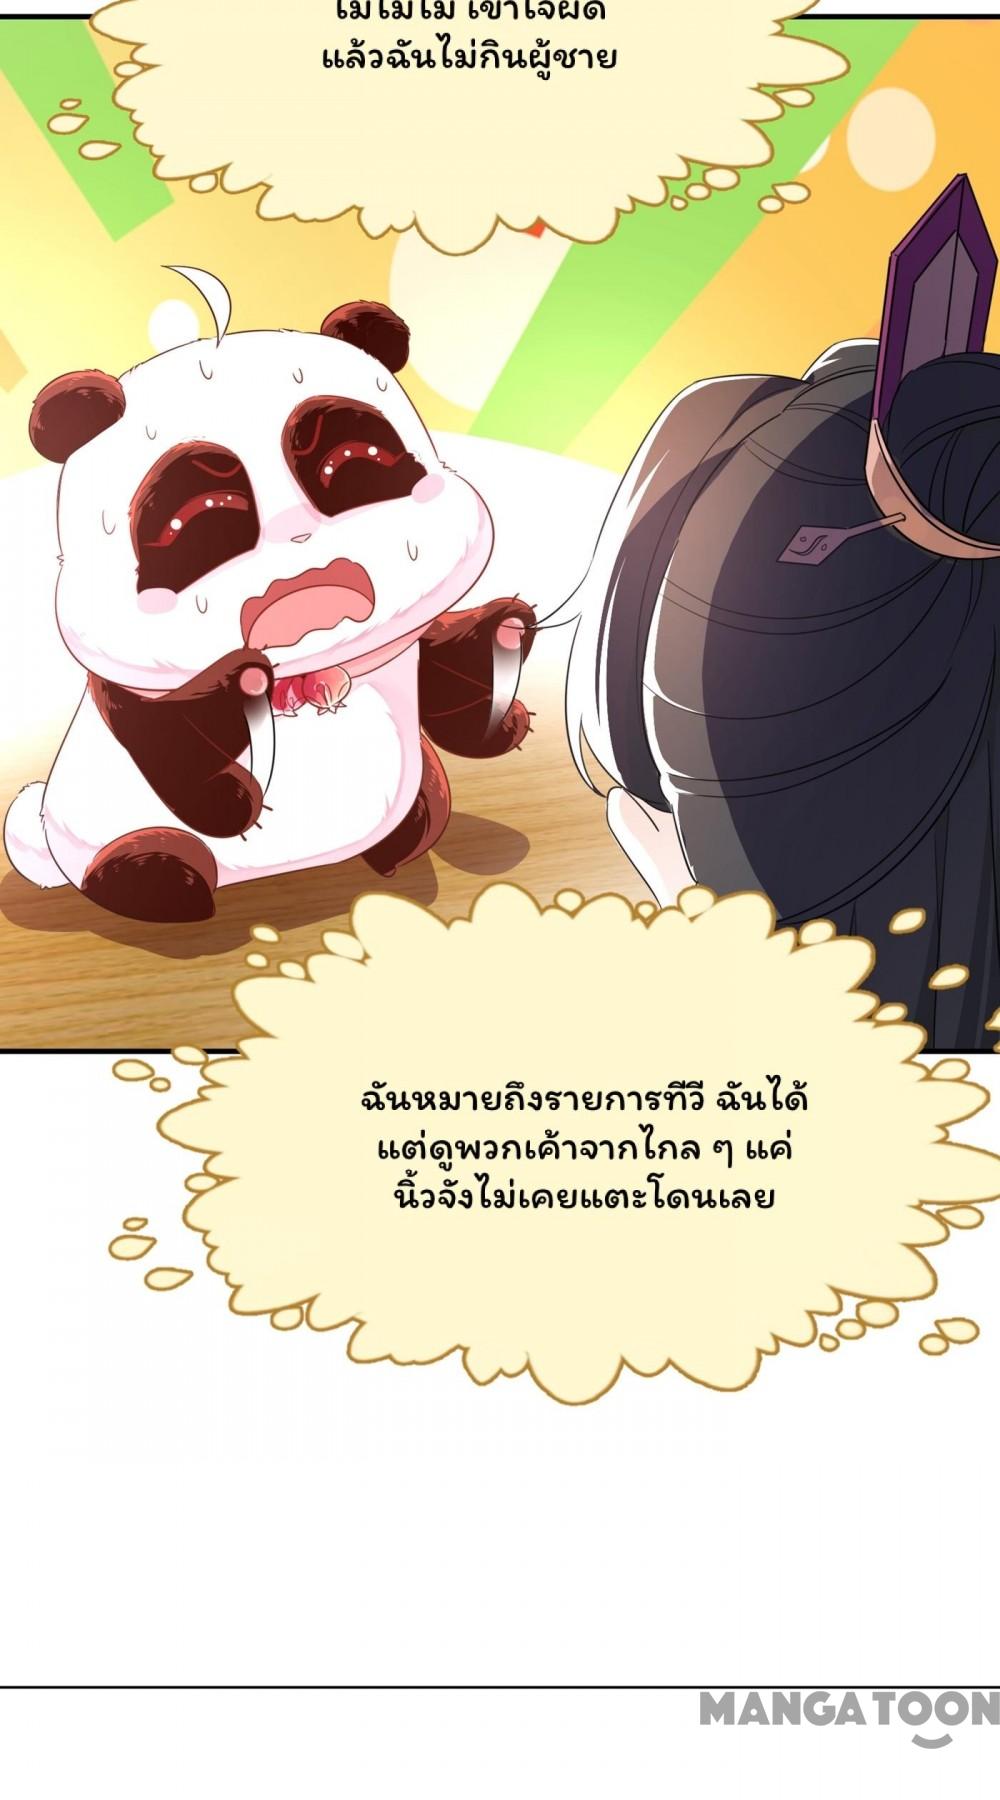 ไม่ไม่ไม่ เข้าใจผิด
แล้วฉันไม่กินผู้ชาย
ฉันหมายถึงรายการทีวี ฉันได้
แต่ดูพวกเค้าจากไกล ๆ แค่
นิ้วจังไม่เคยแตะโดนเลย
MANGATOON